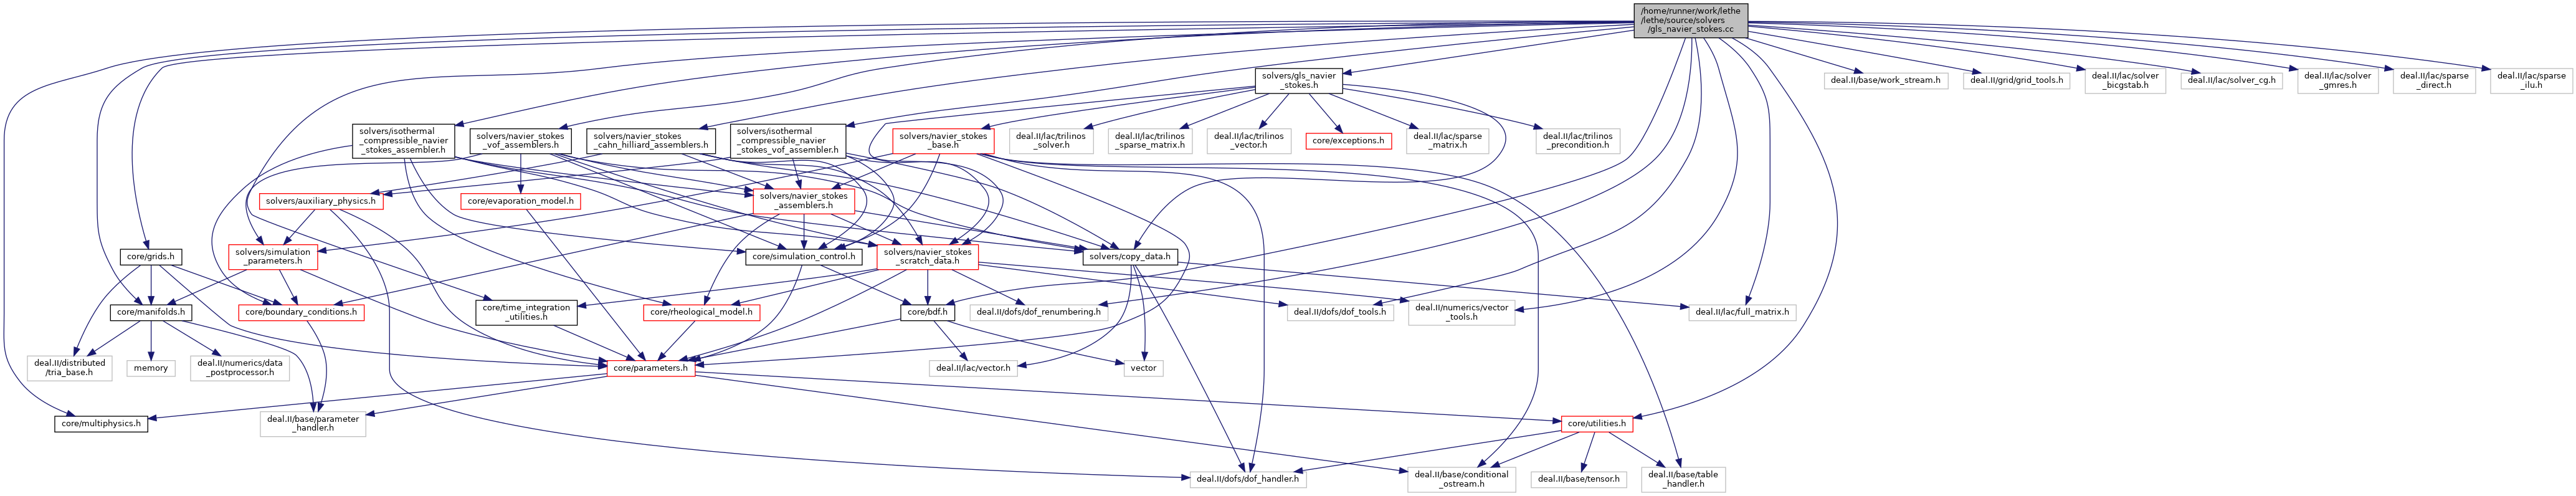 /home/runner/work/lethe
/lethe/source/solvers
/gls_navier_stokes.cc
solvers/gls_navier
_stokes.h
deal.II/base/work_stream.h
deal.II/grid/grid_tools.h
deal.II/lac/solver
_bicgstab.h
deal.II/lac/solver_cg.h
deal.II/lac/solver
_gmres.h
deal.II/lac/sparse
_direct.h
deal.II/lac/sparse
_ilu.h
solvers/isothermal
_compressible_navier
_stokes_assembler.h
solvers/navier_stokes
_vof_assemblers.h
solvers/navier_stokes
_cahn_hilliard_assemblers.h
solvers/isothermal
_compressible_navier
_stokes_vof_assembler.h
solvers/navier_stokes
_base.h
deal.II/lac/trilinos
_solver.h
deal.II/lac/trilinos
_sparse_matrix.h
deal.II/lac/trilinos
_vector.h
core/exceptions.h
deal.II/lac/sparse
_matrix.h
deal.II/lac/trilinos
_precondition.h
solvers/auxiliary_physics.h
core/evaporation_model.h
solvers/navier_stokes
_assemblers.h
core/grids.h
solvers/simulation
_parameters.h
core/simulation_control.h
solvers/navier_stokes
_scratch_data.h
solvers/copy_data.h
core/manifolds.h
core/boundary_conditions.h
core/time_integration
_utilities.h
core/rheological_model.h
core/bdf.h
deal.II/dofs/dof_renumbering.h
deal.II/dofs/dof_tools.h
deal.II/numerics/vector
_tools.h
deal.II/lac/full_matrix.h
deal.II/distributed
/tria_base.h
memory
deal.II/numerics/data
_postprocessor.h
core/parameters.h
deal.II/lac/vector.h
vector
core/multiphysics.h
deal.II/base/parameter
_handler.h
core/utilities.h
deal.II/dofs/dof_handler.h
deal.II/base/conditional
_ostream.h
deal.II/base/tensor.h
deal.II/base/table
_handler.h